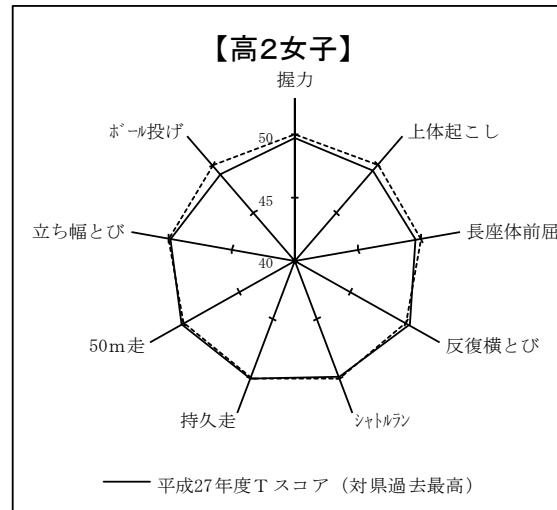 【高2女子】
握力
ﾎﾞｰﾙ投げ
上体起こし
50
立ち幅とび
45
長座体前屈
40
50m走
反復横とび
持久走
ｼｬﾄﾙﾗﾝ
平成27年度Tスコア（対県過去最高）